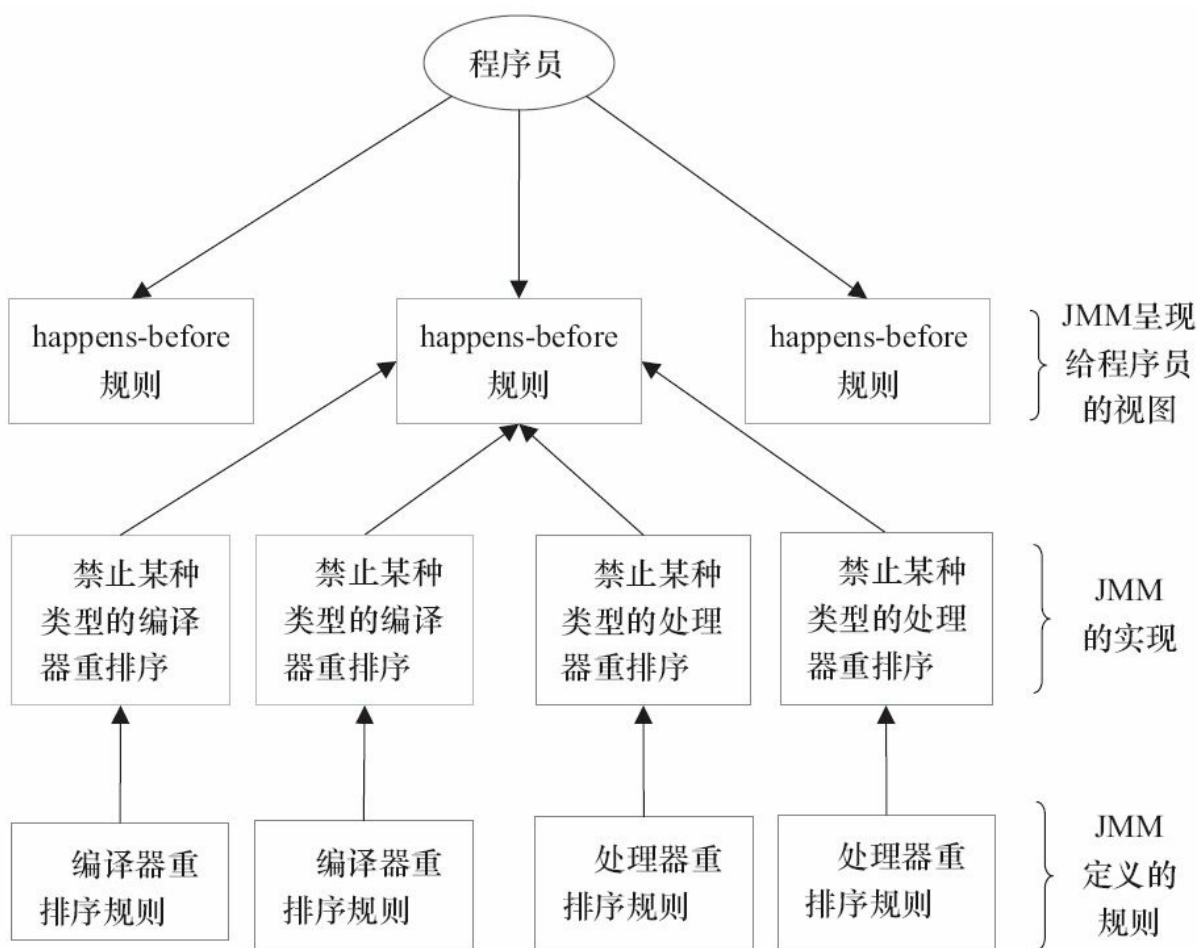 程序员
happens-before
规则
happens-before
规则
happens-before
规则
JMM呈现
给程序员
的视图
禁止某种
类型的编译
器重排序
禁止某种
类型的编译
器重排序
禁止某种
类型的处理
器重排序
禁止某种
类型的处理
器重排序
JMM
的实现
编译器重
排序规则
编译器重
排序规则
处理器重
排序规则
处理器重
排序规则
JMM
定义的
规则